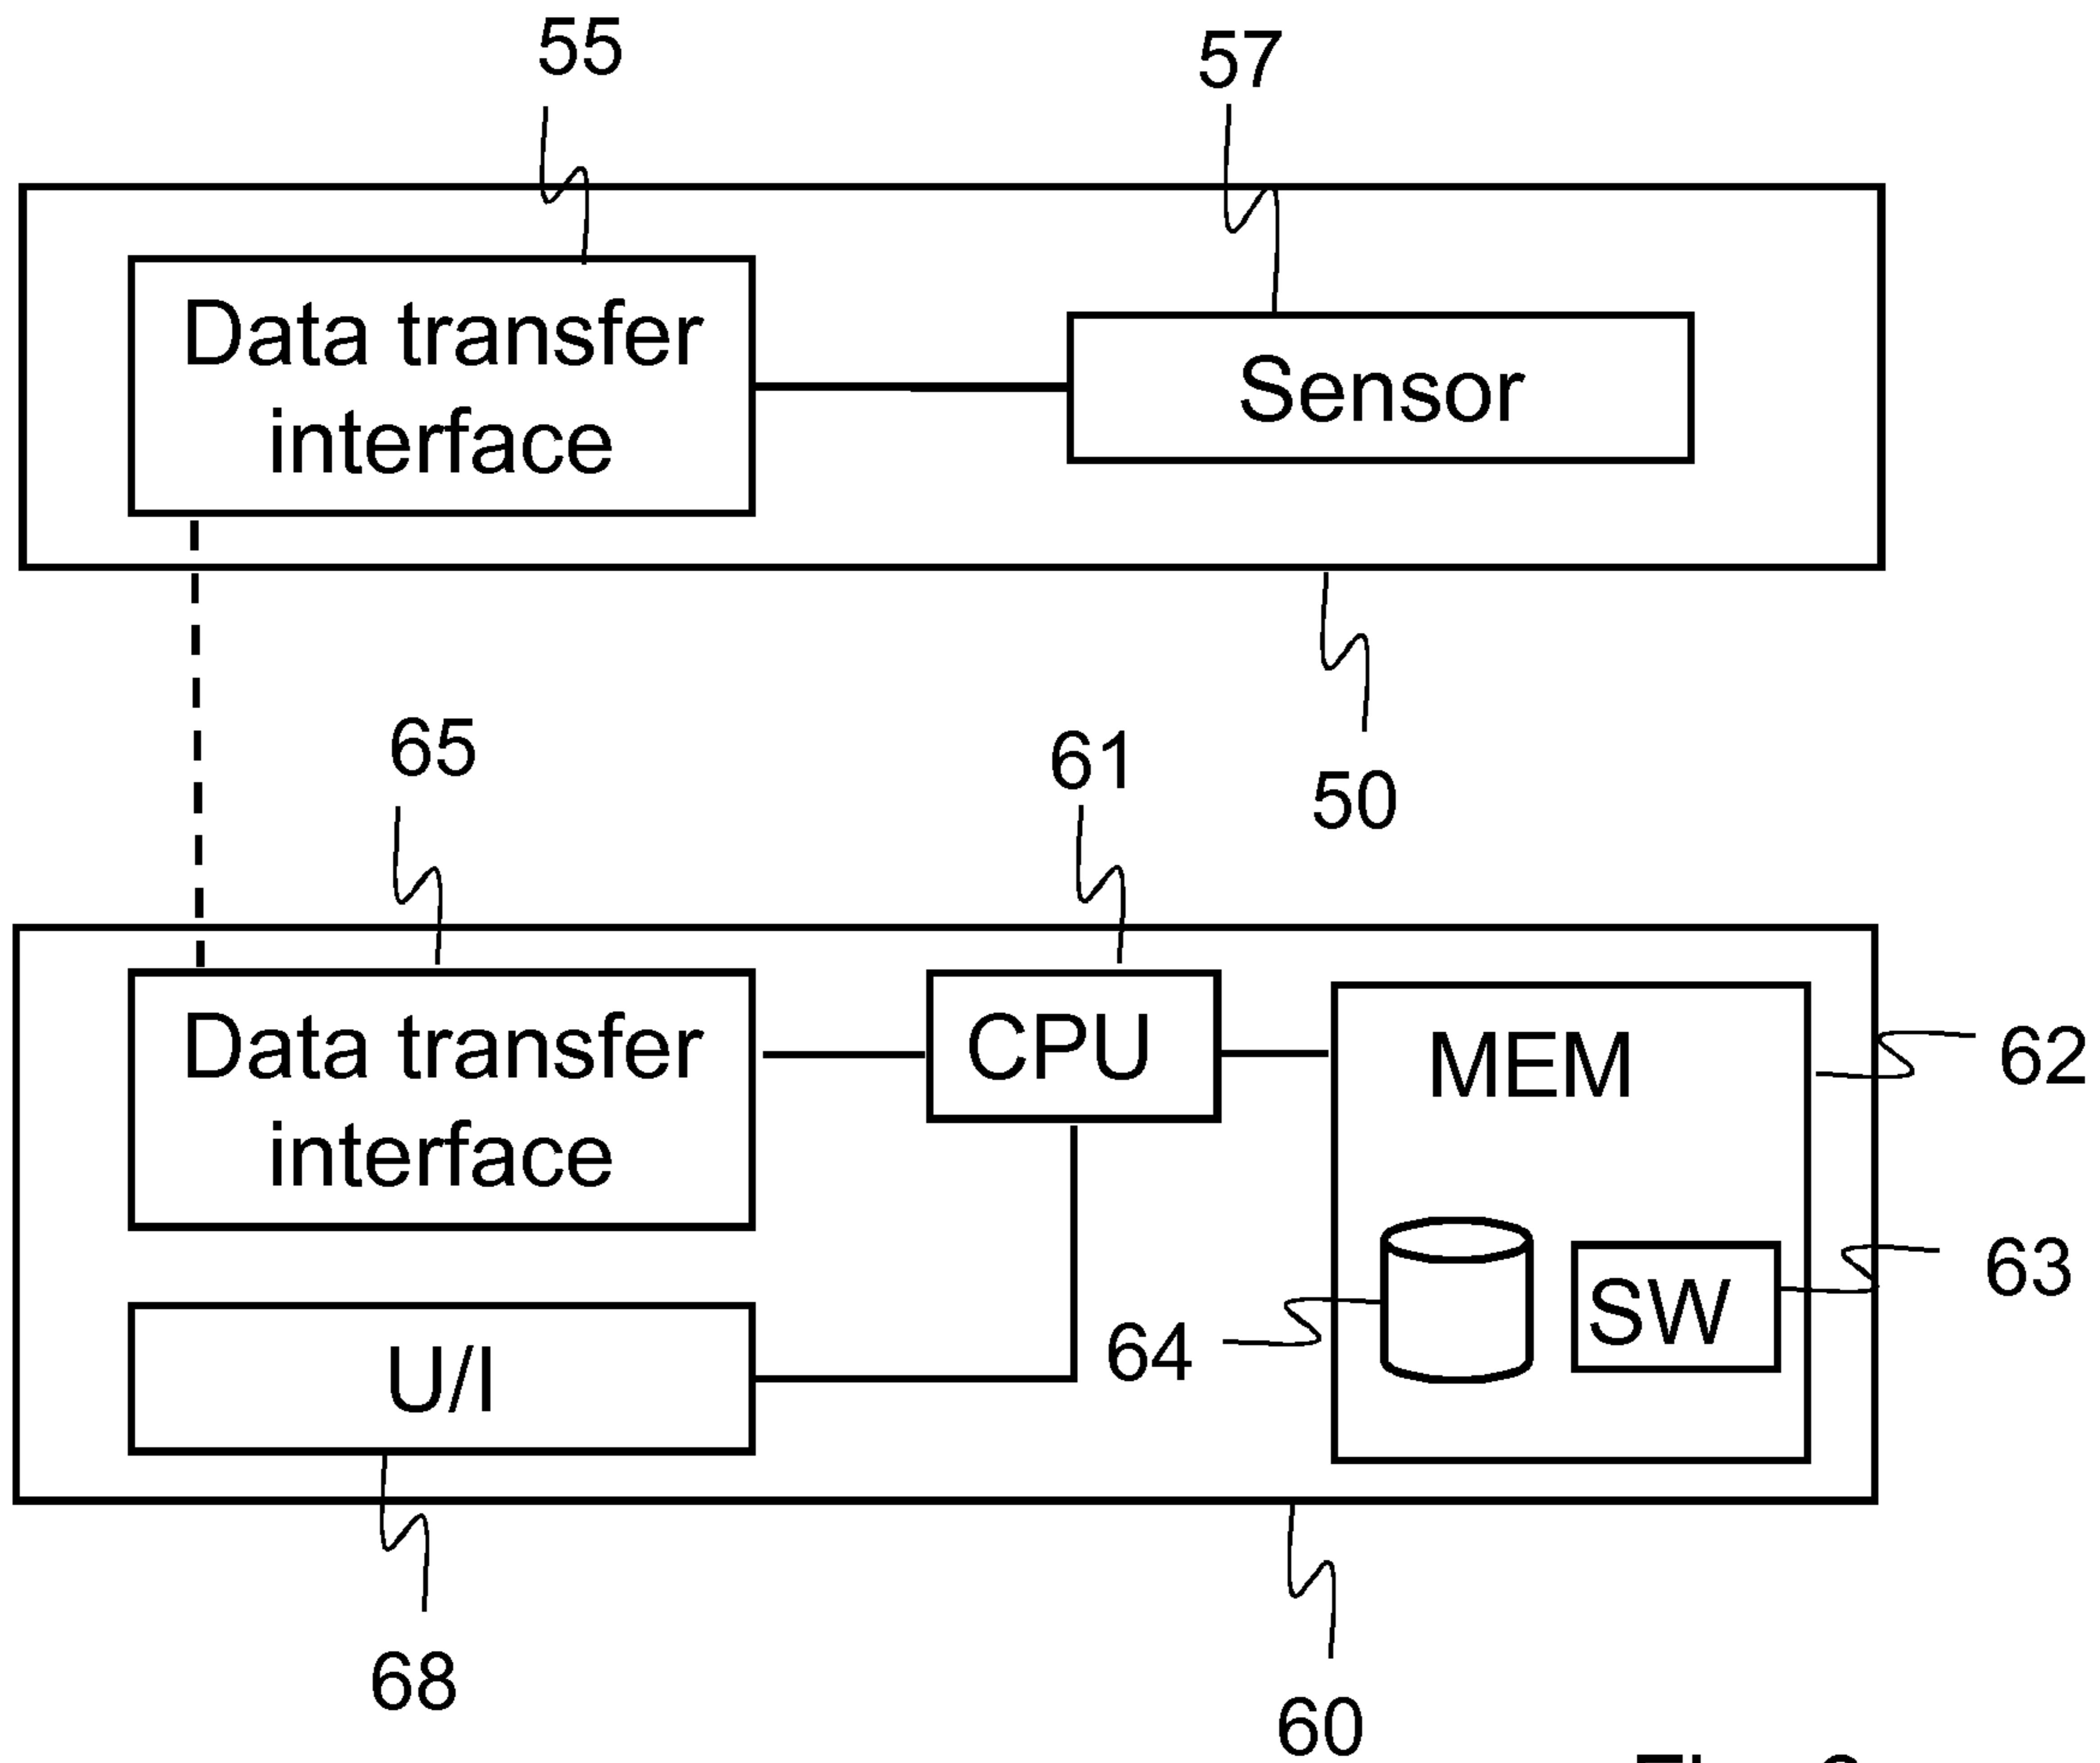 55
57
Data transfer
interface
Sensor
50
65
61
Data transfer
interface
CPU
MEM
62
63
SW
64
U/I
68
60